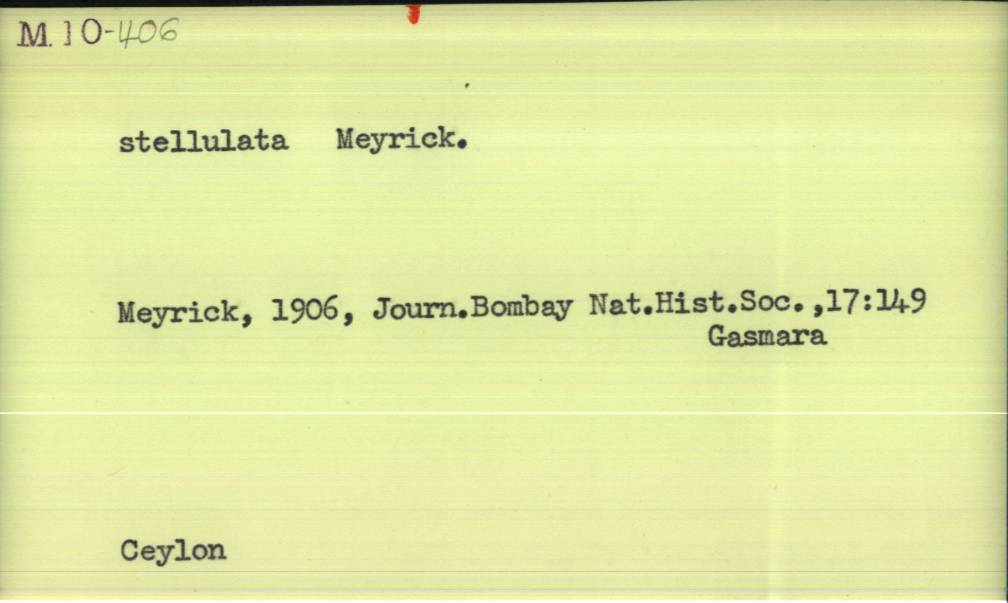 M.10-406
stellulata Meyrick.
Meyrick, 1906, Journ.Bombay Nat.Hist.Soc.,17:149
Gasmara
Ceylon